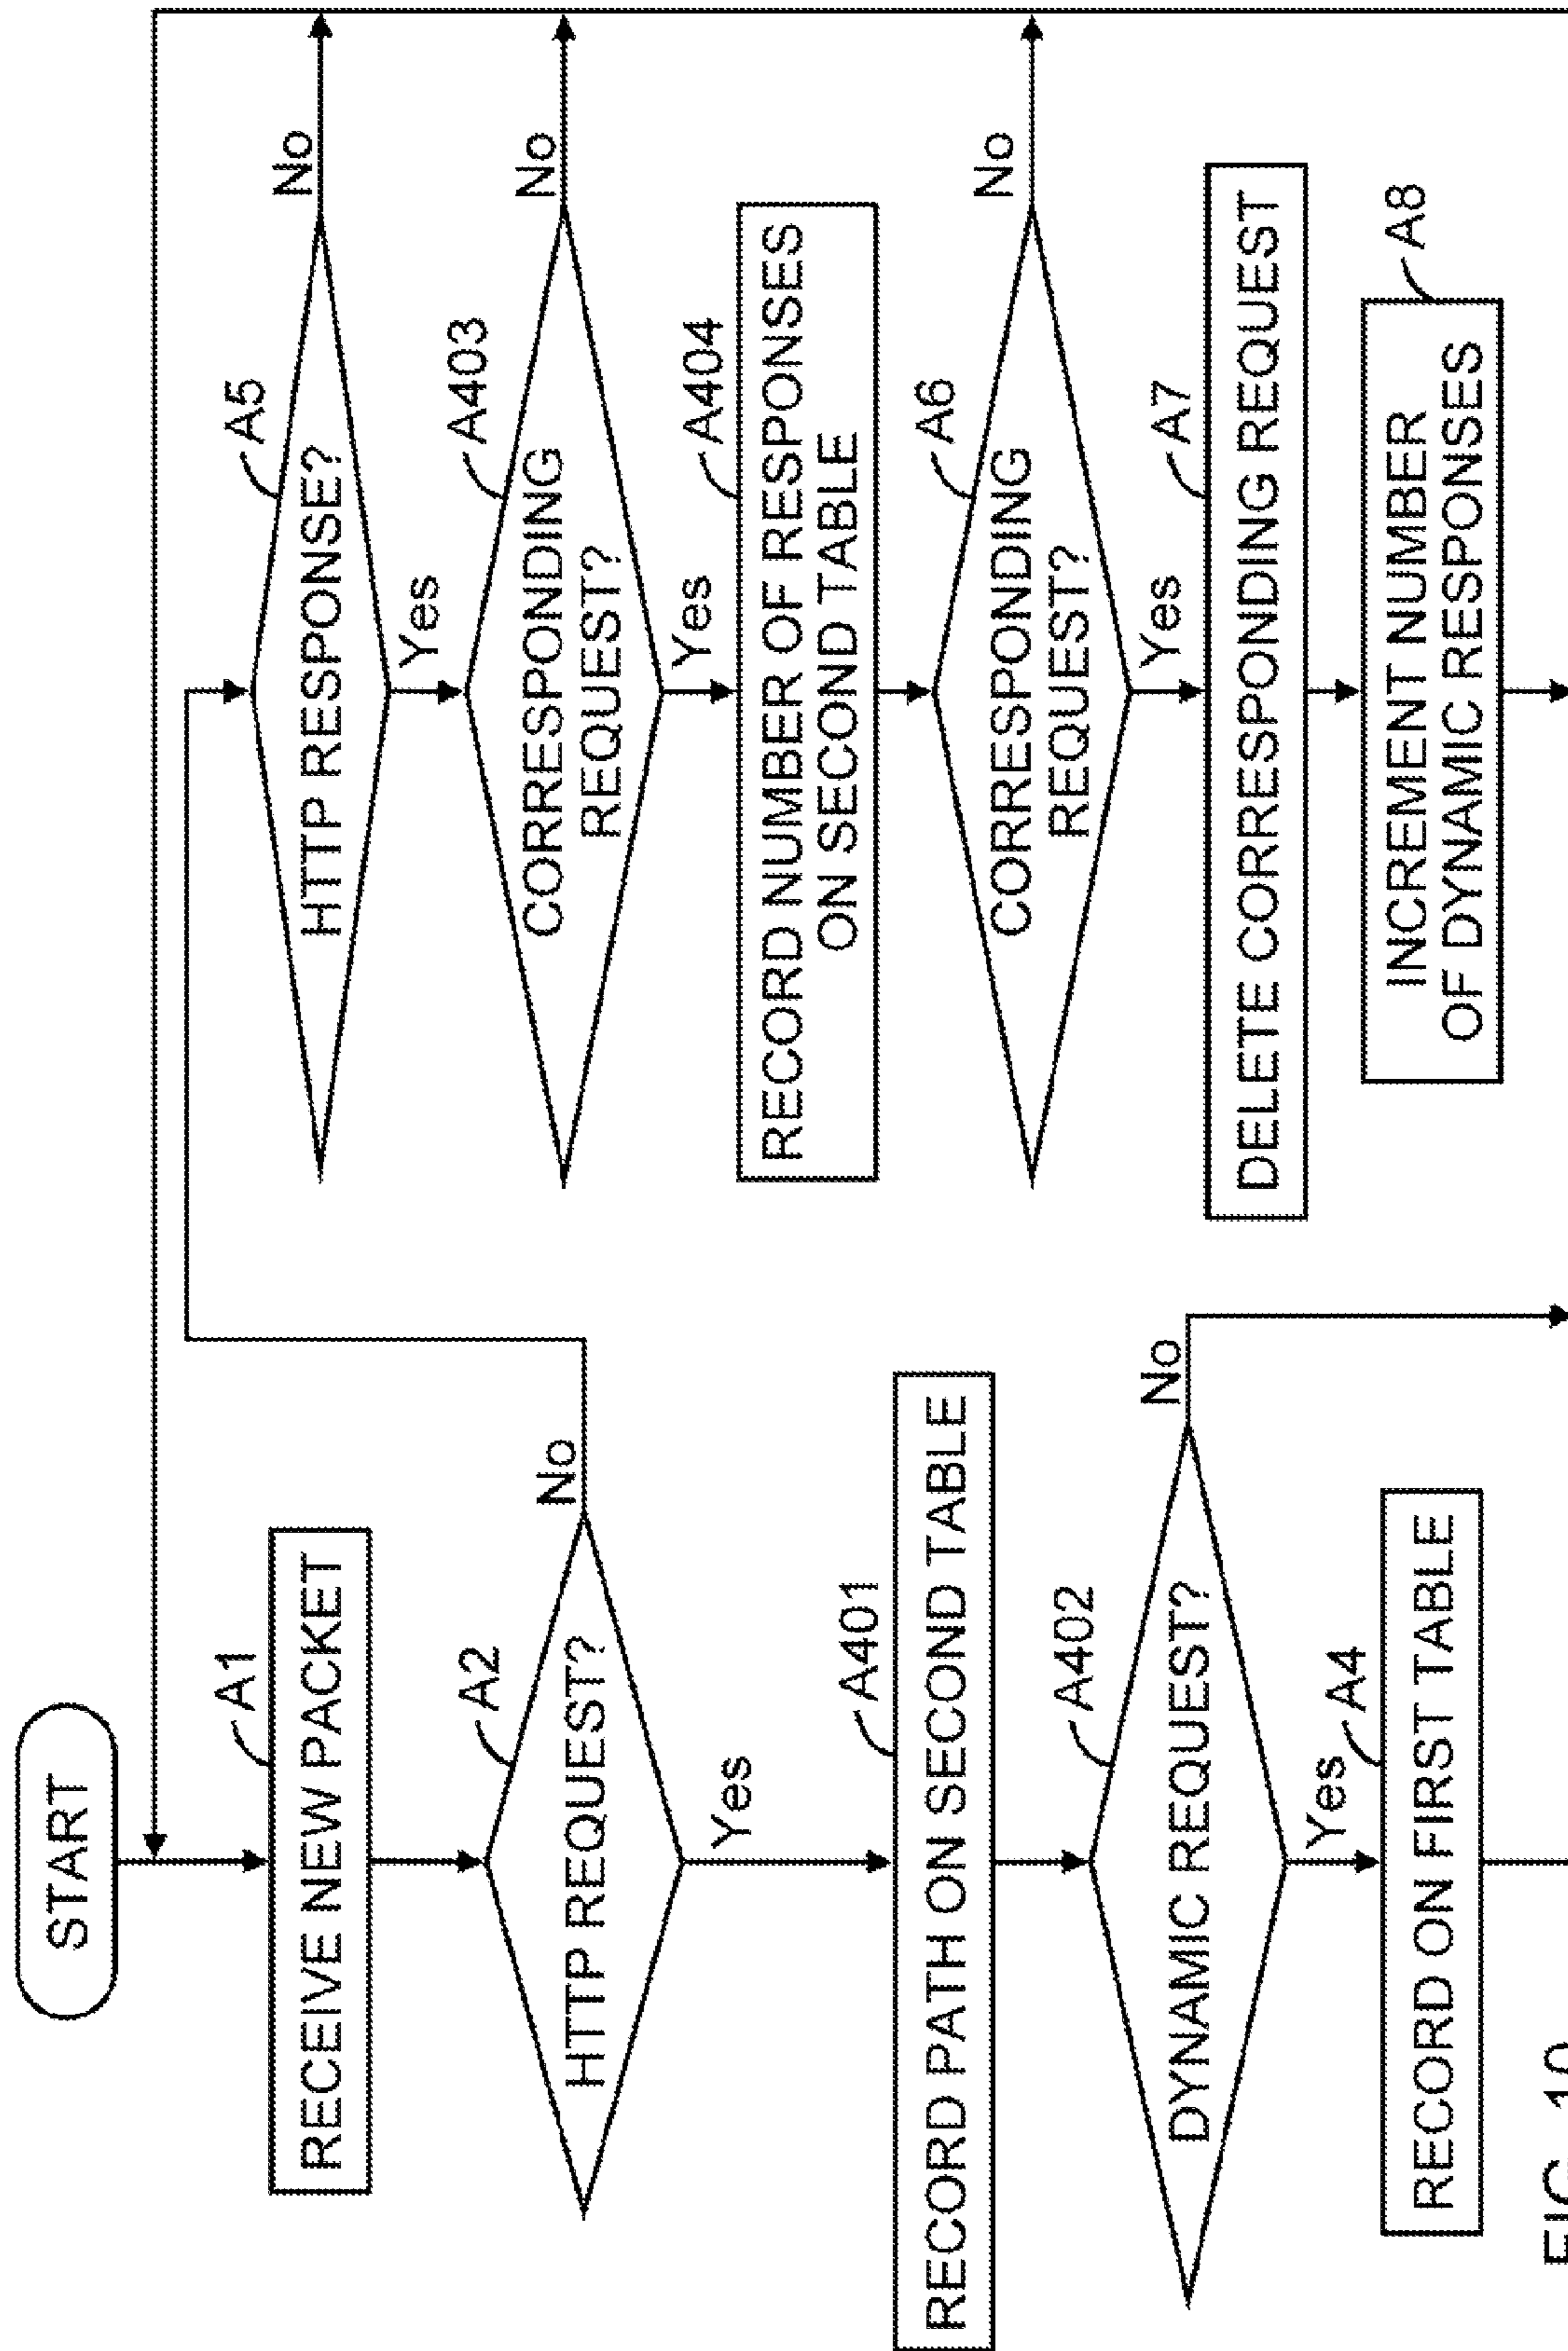 START
A1
RECEIVE NEW PACKET
A2
HTTP REQUEST?
No
Yes
A401
RECORD PATH ON SECOND TABLE
A402
DYNAMIC REQUEST?
No
Yes
A4
RECORD ON FIRST TABLE
A5
HTTP RESPONSE?
No
Yes
A403
CORRESPONDING
REQUEST?
No
Yes
A404
RECORD NUMBER OF RESPONSES
ON SECOND TABLE
A6
CORRESPONDING
REQUEST?
No
Yes
A7
DELETE CORRESPONDING REQUEST
A8
INCREMENT NUMBER
OF DYNAMIC RESPONSES